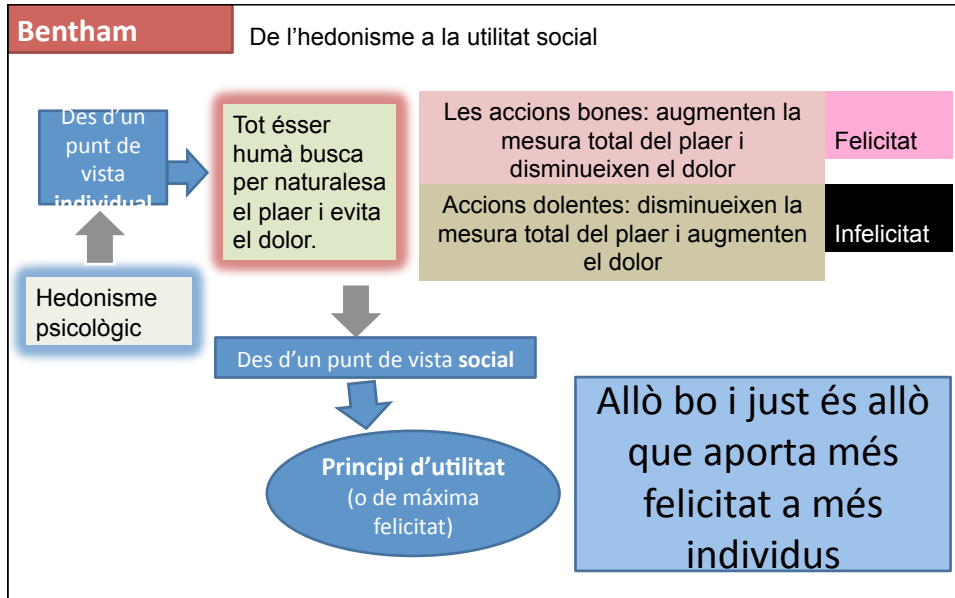 Bentham
De l’hedonisme a la utilitat social
Des d’un
punt de
vista
individual
Tot ésser
humà busca
per naturalesa
el plaer i evita
el dolor.
Les accions bones: augmenten la
mesura total del plaer i
disminueixen el dolor
Felicitat
Accions dolentes: disminueixen la
mesura total del plaer i augmenten
el dolor
Infelicitat
Hedonisme
psicològic
Des d’un punt de vista social
Principi d’utilitat
(o de máxima
felicitat)
Allò bo i just és allò
que aporta més
felicitat a més
individus